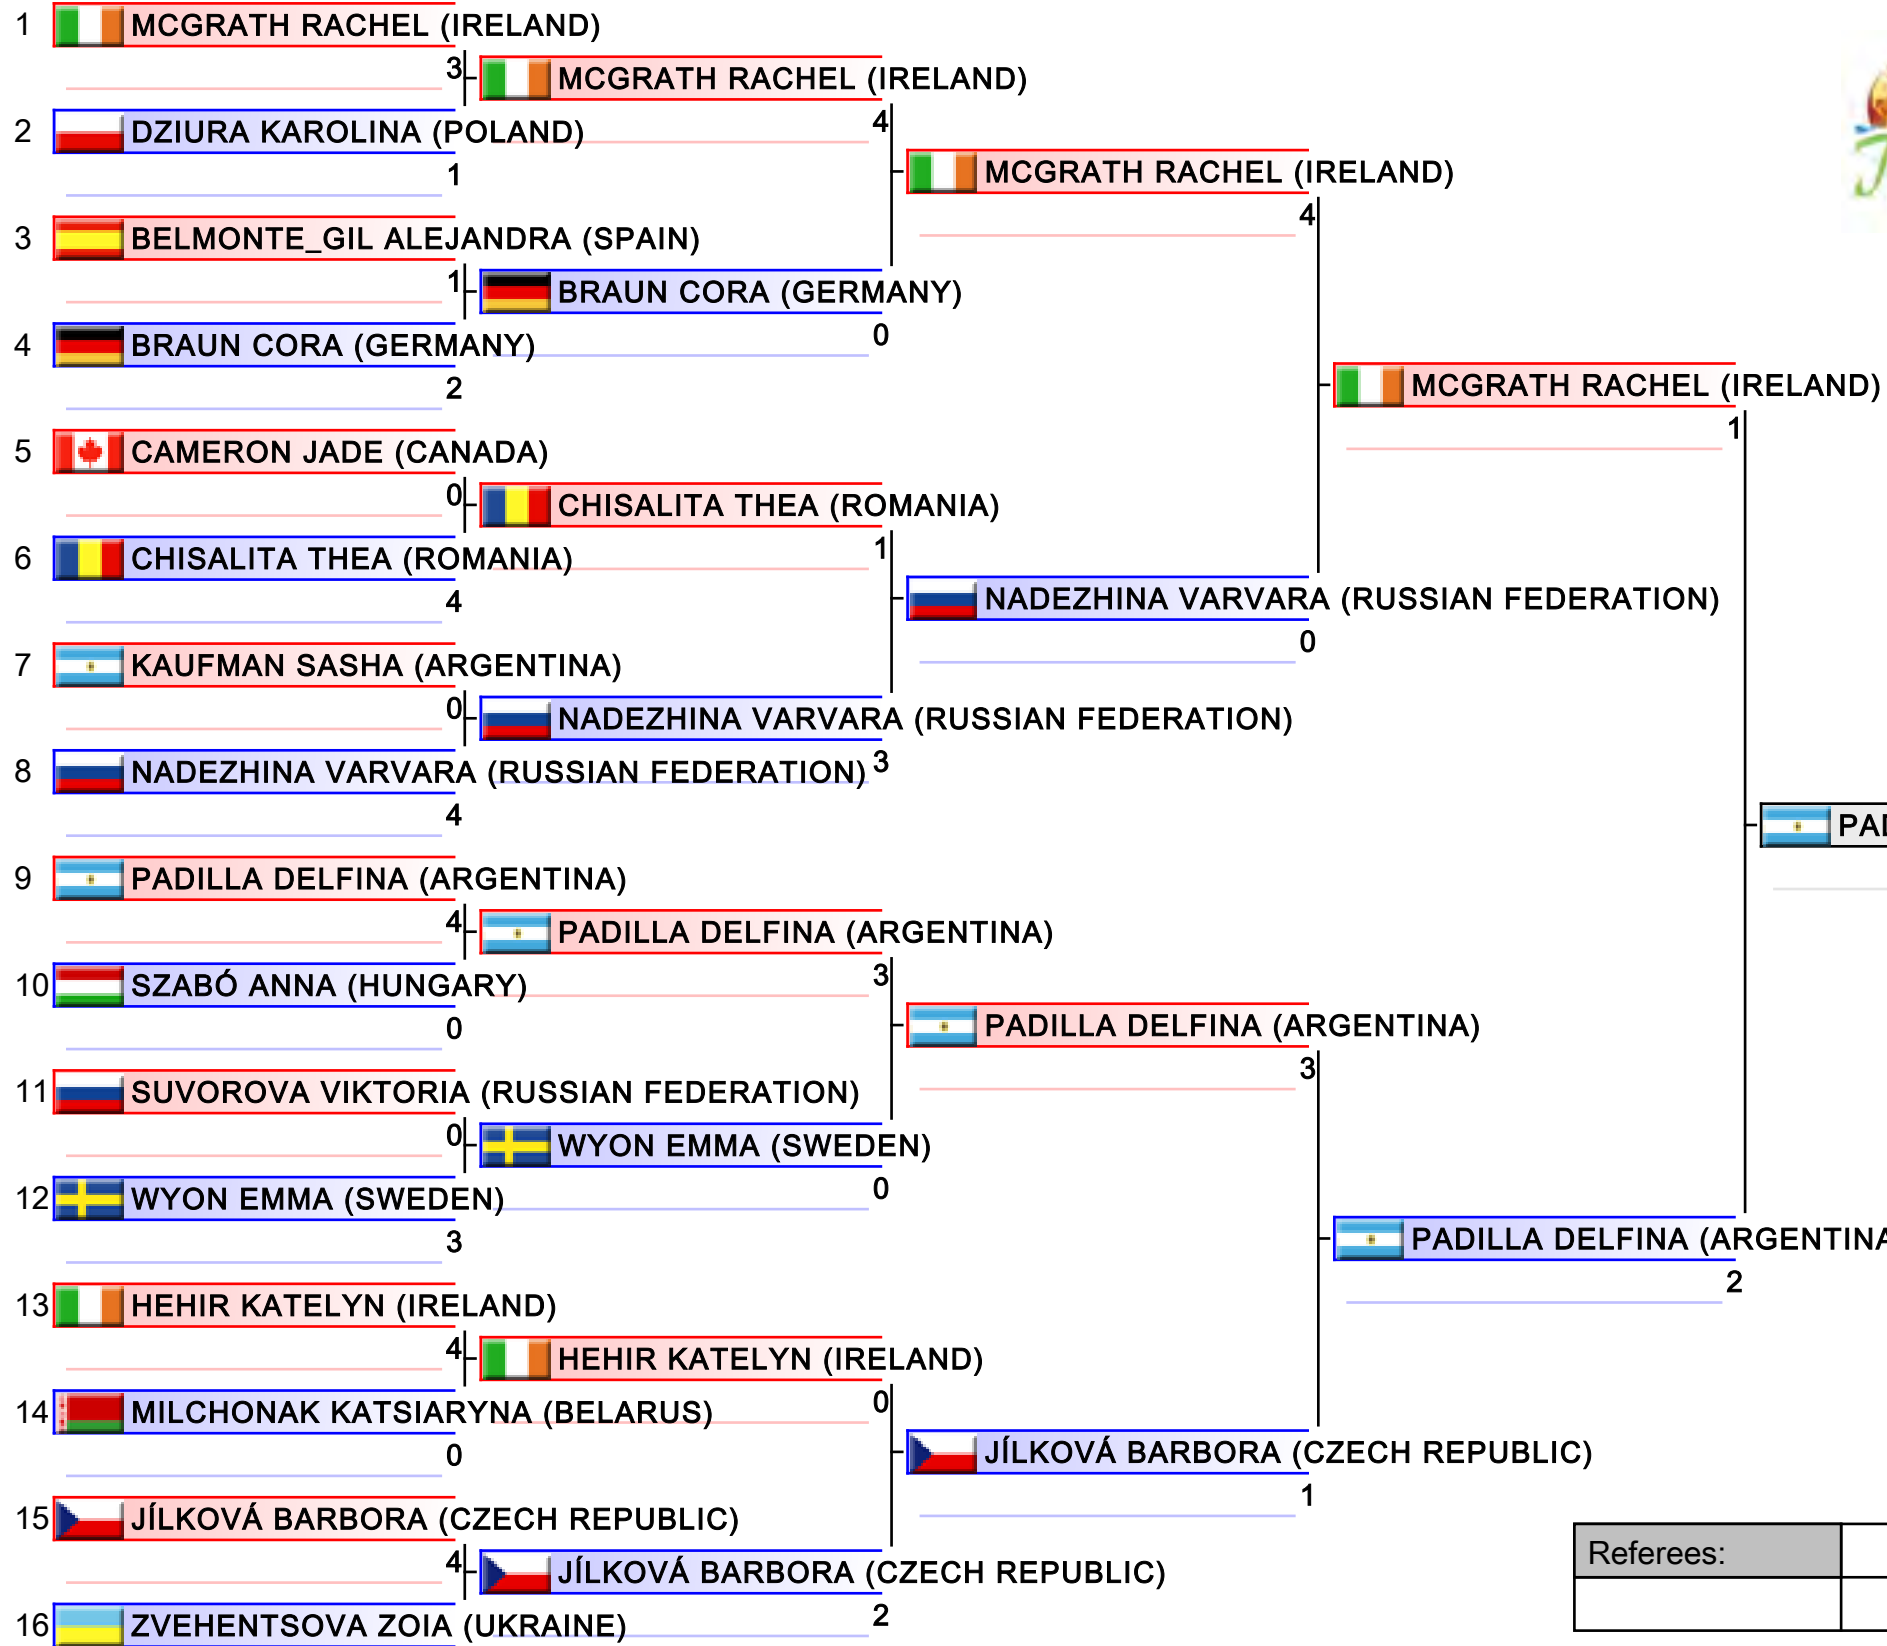 1 MCGRATH RACHEL (IRELAND)
3 MCGRATH RACHEL (IRELAND)
2 DZIURA KAROLINA (POLAND) 4
1 MCGRATH RACHEL (IRELAND)
3 BELMONTE_GIL ALEJANDRA (SPAIN) 4
1 BRAUN CORA (GERMANY)
4 BRAUN CORA (GERMANY) 0
2 MCGRATH RACHEL (IRELAND)
5 CAMERON JADE (CANADA) 1
0 CHISALITA THEA (ROMANIA)
6 CHISALITA THEA (ROMANIA) 1
4 NADEZHINA VARVARA (RUSSIAN FEDERATION)
7 KAUFMAN SASHA (ARGENTINA) 0
0 NADEZHINA VARVARA (RUSSIAN FEDERATION)
8 NADEZHINA VARVARA (RUSSIAN FEDERATION) 3
4 PAD
9 PADILLA DELFINA (ARGENTINA)
4 PADILLA DELFINA (ARGENTINA)
10 SZABÓ ANNA (HUNGARY) 3
0 PADILLA DELFINA (ARGENTINA)
11 SUVOROVA VIKTORIA (RUSSIAN FEDERATION) 3
0 WYON EMMA (SWEDEN)
12 WYON EMMA (SWEDEN) 0
3 PADILLA DELFINA (ARGENTINA
13 HEHIR KATELYN (IRELAND) 2
4 HEHIR KATELYN (IRELAND)
14 MILCHONAK KATSIARYNA (BELARUS) 0
0 JÍLKOVÁ BARBORA (CZECH REPUBLIC)
15 JÍLKOVÁ BARBORA (CZECH REPUBLIC) 1
4 JÍLKOVÁ BARBORA (CZECH REPUBLIC)
Referees:
16 ZVEHENTSOVA ZOIA (UKRAINE) 2